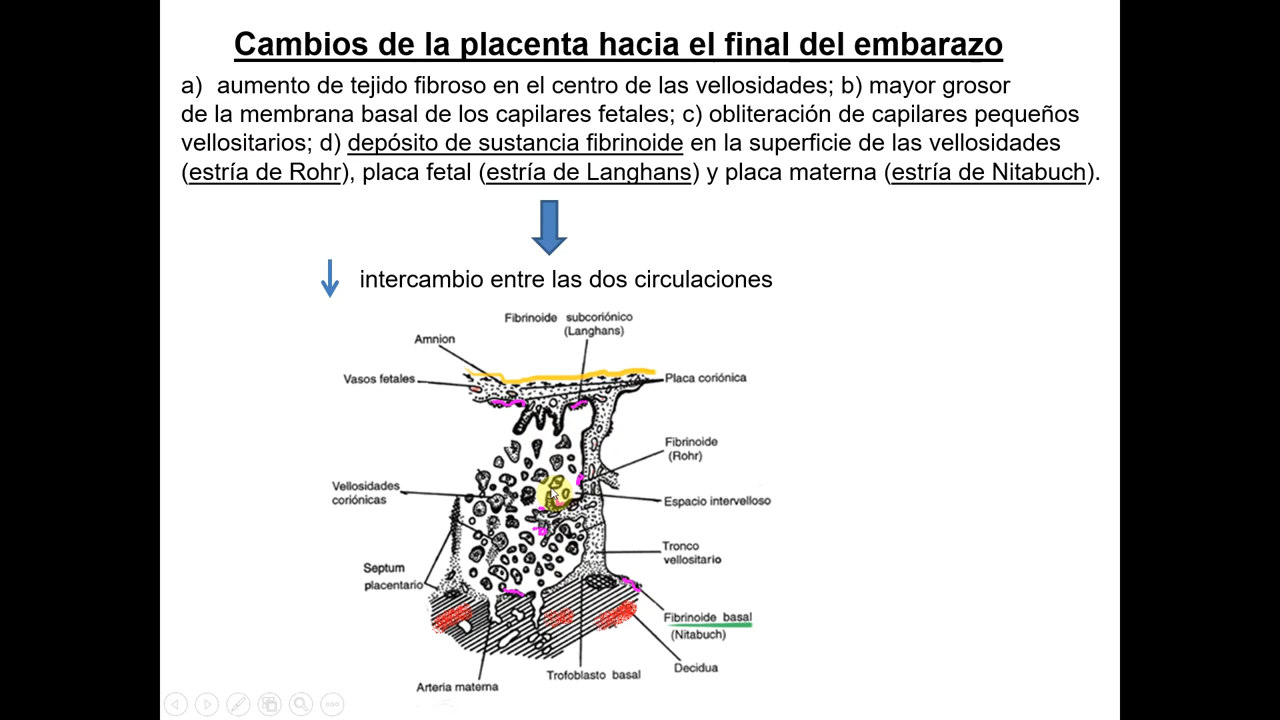 Cambios de la placenta hacia el final del embarazo
a) aumento de tejido fibroso en el centro de las vellosidades; b) mayor grosor
de la membrana basal de los capilares fetales; c) obliteración de capilares pequeños
vellositarios; d) depósito de sustancia fibrinoide en la superficie de las vellosidades
(estría de Rohr), placa fetal (estría de Langhans) y placa materna (estría de Nitabuch).
intercambio entre las dos circulaciones
Fibrinoide subcoriónico
(Langhans)
Amnion
Vasos fetales
Placa coriónica
Fibrinoide
(Rohr)
Vellosidades
coriónicas
Espacio intervelloso
Tronco
vellositario
Septum
placentario
Fibrinoide basal
(Nitabuch)
Decidua
Trofoblasto basal
Arteria materna